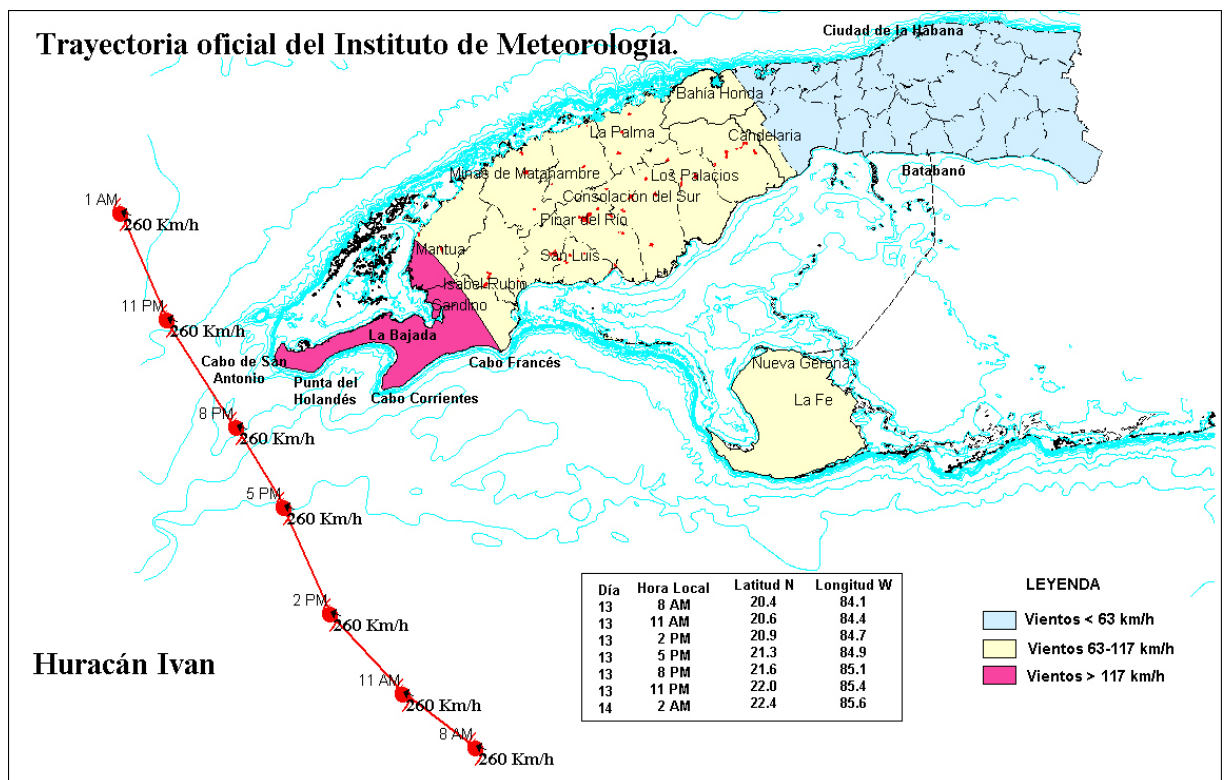 Trayectoria oficial del Instituto de Meteorología.
Ciudad de la Habana
Bahía Honda
La Palma
Candelaria
Minas de Matahambre
Los Palacios
Batabanó
Consolación del Sur
1 AM
260 Km/h
Pinar del Río
Mantua
San Luis
Isabel Rubio
Sandino
11 PM
260 Km/h
La Bajada
Cabo de San
Antonio
Cabo Francés
Punta del
Holandés
Cabo Corrientes
Nueva Gerona
La Fe
8 PM
260 Km/h
5 PM
260 Km/h
2 PM
260 Km/h
Huracán Ivan
11 AM
260 Km/h
8 AM
260 Km/h
Día Hora Local Latitud N Longitud W
13 8 AM 20.4 84.1
13 11 AM 20.6 84.4
13 2 PM 20.9 84.7
13 5 PM 21.3 84.9
13 8 PM 21.6 85.1
13 11 PM 22.0 85.4
14 2 AM 22.4 85.6
LEYENDA
Vientos < 63 km/h
Vientos 63-117 km/h
Vientos > 117 km/h